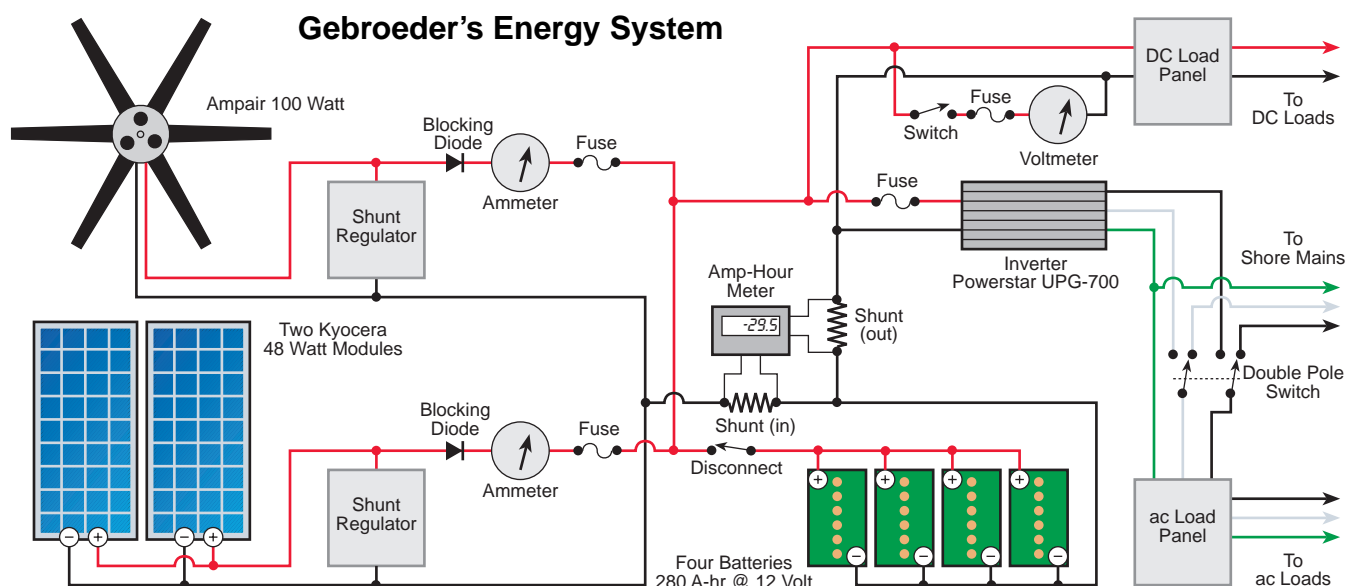 Gebroeder's Energy System
Ampair 100 Watt
Blocking
Diode
Ammeter
Fuse
Shunt
Regulator
Switch
Fuse
Voltmeter
DC Load
Panel
To
DC Loads
Fuse
Inverter
Powerstar UPG-700
To
Shore Mains
Amp-Hour
Meter
-29.5
Shunt
(out)
Shunt (in)
Double Pole
Switch
Two Kyocera
48 Watt Modules
Blocking
Diode
Ammeter
Fuse
Disconnect
Shunt
Regulator
− + − +
+ + + +
− − − −
Four Batteries
280 A-hr @ 12 Volt
ac Load
Panel
To
ac Loads